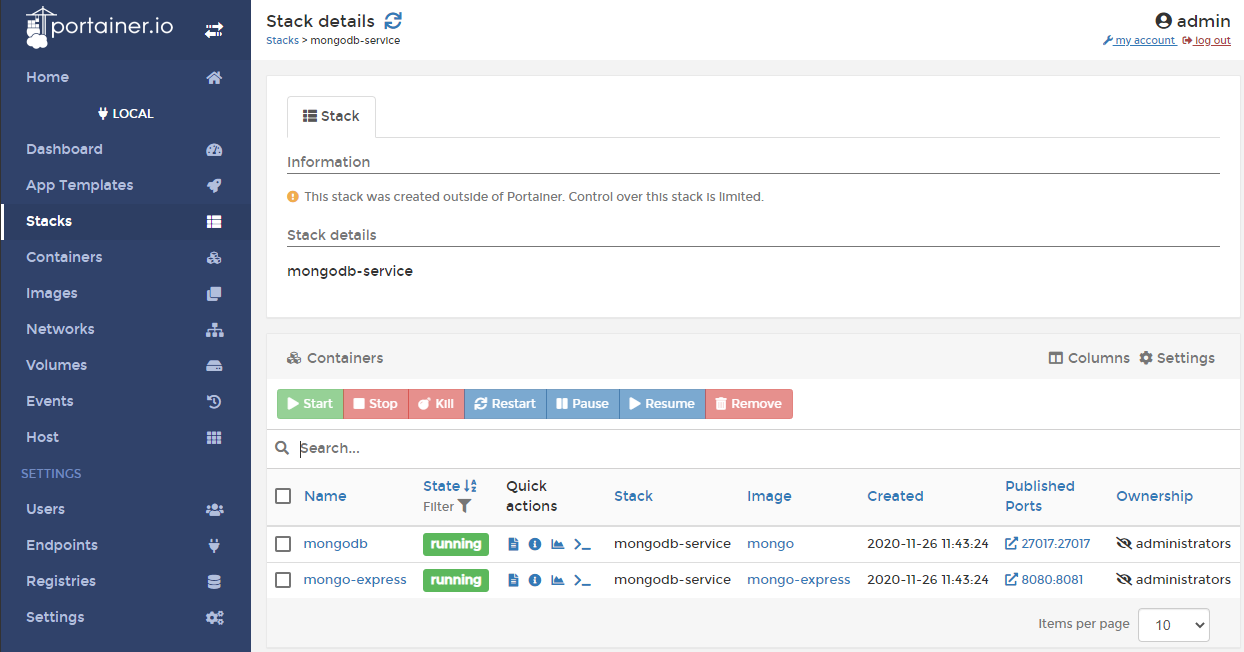 portainer.io
Home
LOCAL
Dashboard
App Templates
Stacks
Containers
Images
Networks
Volumes
Events
Host
SETTINGS
Users
Endpoints
Registries
Settings
Stack details
Stacks > mongodb-service
admin
my account log out
Stack
Information
This stack was created outside of Portainer. Control over this stack is limited.
Stack details
mongodb-service
Containers
Columns Settings
Start Stop Kill Restart Pause Resume Remove
Search...
Name State Filter Quick actions Stack Image Created Published Ports Ownership
mongodb running mongodb-service mongo 2020-11-26 11:43:24 27017:27017 administrators
mongo-express running mongodb-service mongo-express 2020-11-26 11:43:24 8080:8081 administrators
Items per page 10